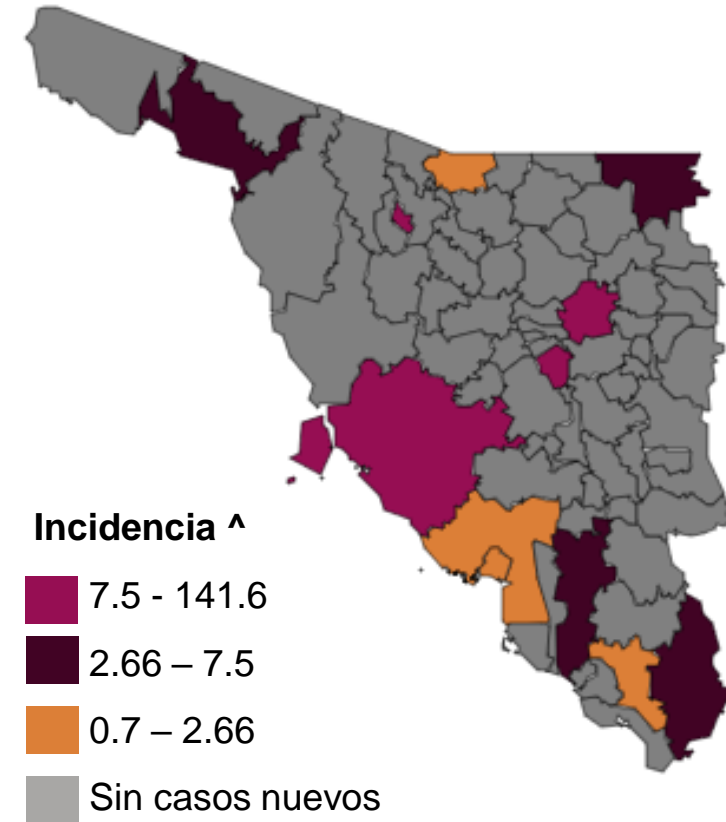 Incidencia ^
7.5 - 141.6
2.66 – 7.5
0.7 – 2.66
Sin casos nuevos